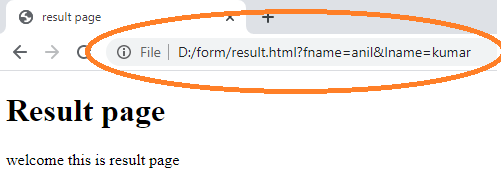 result page
File D:/form/result.html?fname=anil&lname=kumar
Result page
welcome this is result page